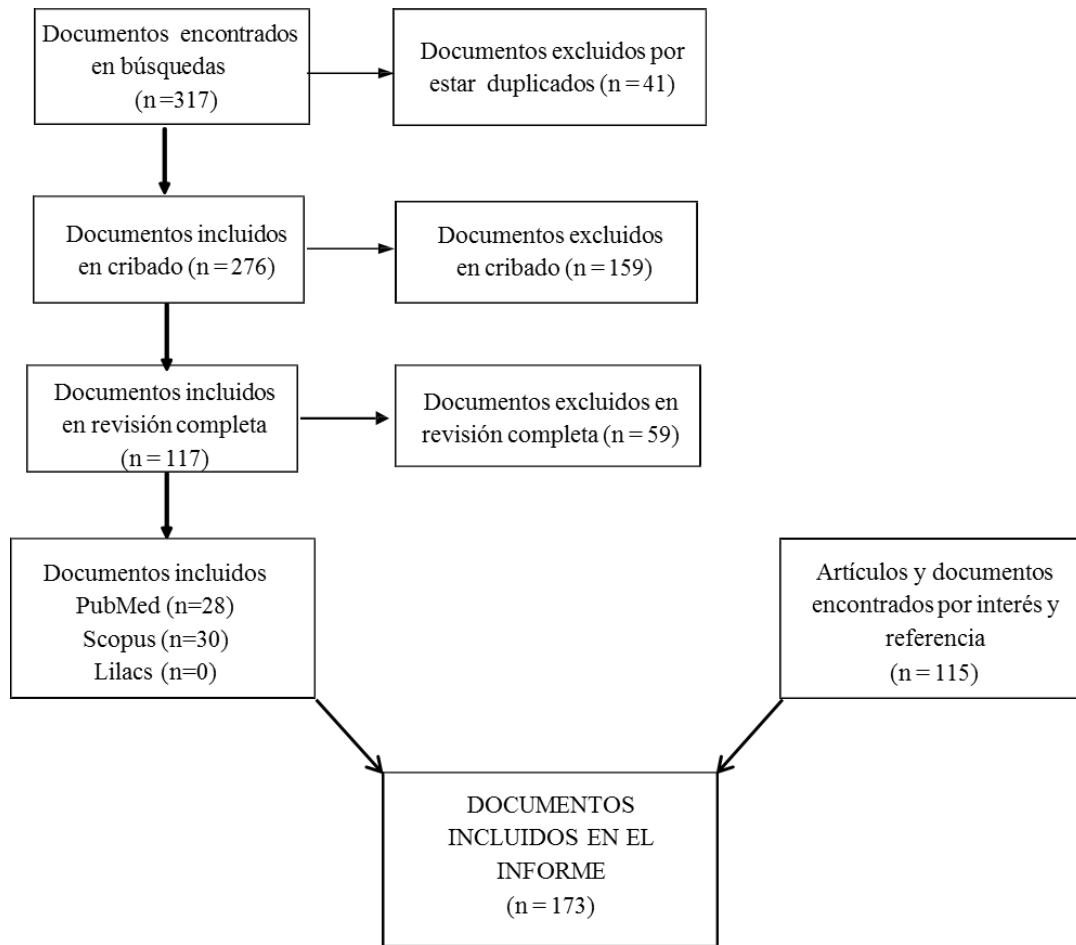 Documentos encontrados
en búsquedas
(n=317)
Documentos excluidos por
estar duplicados (n=41)
Documentos incluidos
en cribado (n=276)
Documentos excluidos
en cribado (n=159)
Documentos incluidos
en revisión completa
(n=117)
Documentos excluidos en
revisión completa (n=59)
Documentos incluidos
PubMed (n=28)
Scopus (n=30)
Lilacs (n=0)
Artículos y documentos
encontrados por interés y
referencia
(n=115)
DOCUMENTOS
INCLUIDOS EN EL
INFORME
(n=173)